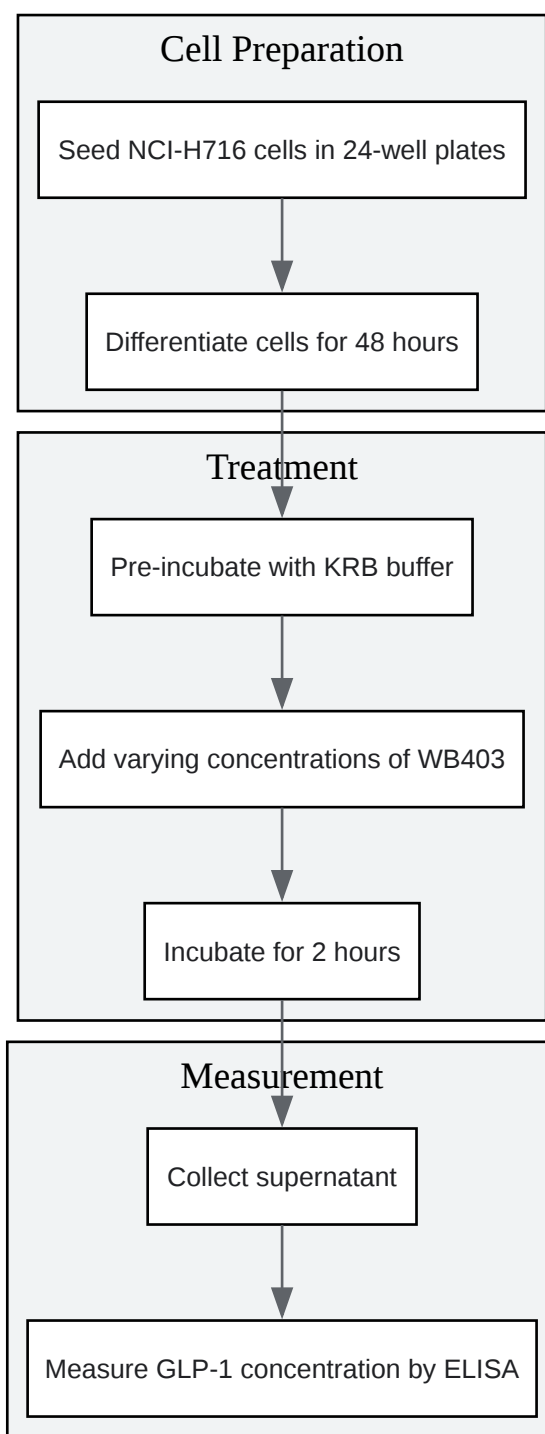 Cell Preparation
Seed NCI-H716 cells in 24-well plates
Differentiate cells for 48 hours
Treatment
Pre-incubate with KRB buffer
Add varying concentrations of WB403
Incubate for 2 hours
Measurement
Collect supernatant
Measure GLP-1 concentration by ELISA